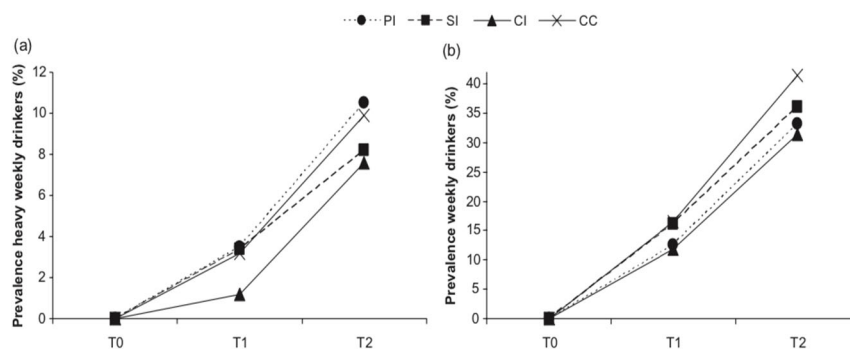 PI SI CI CC
(a)
Prevalence heavy weekly drinkers (%)
12
10
8
6
4
2
0
T0 T1 T2
(b)
Prevalence weekly drinkers (%)
40
35
30
25
20
15
10
5
0
T0 T1 T2